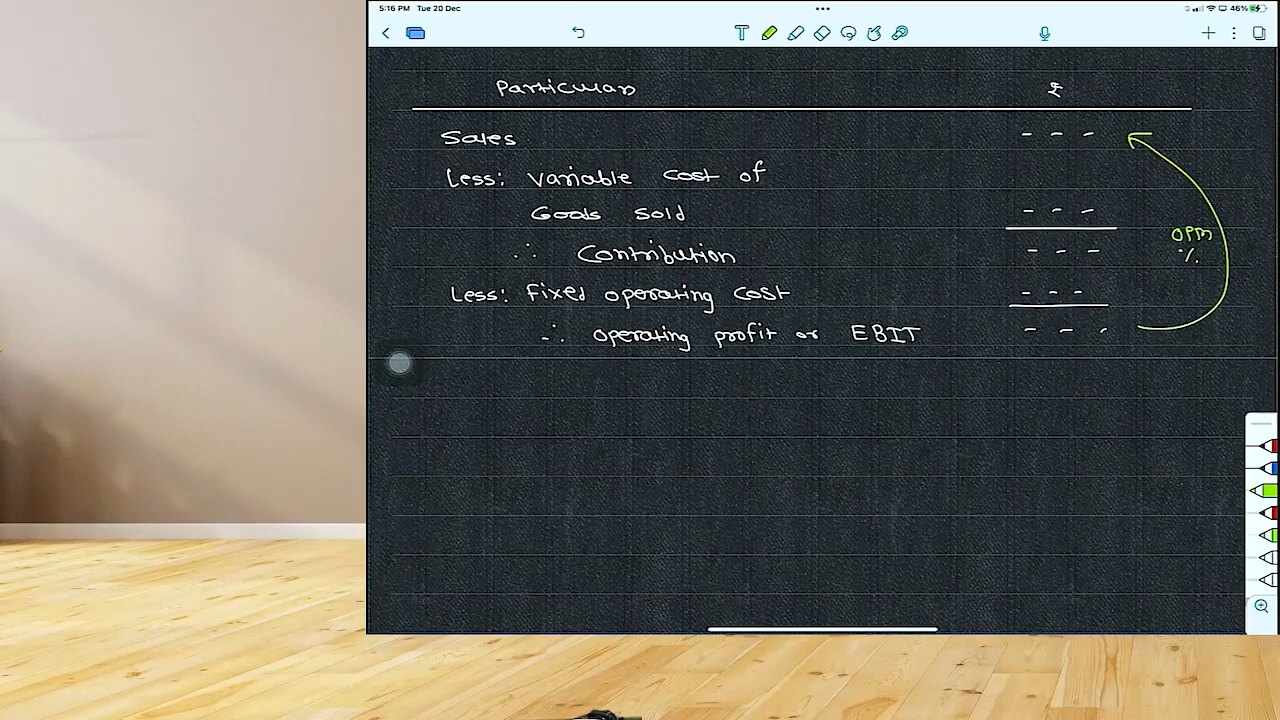 5:16 PM Tue 20 Dec
46%
T
Particulars ₹
Sales - - -
Less: Variable cost of
Goods Sold - - -
∴ Contribution - - -
OPM
%
Less: Fixed operating cost - - -
∴ operating profit or EBIT - - -